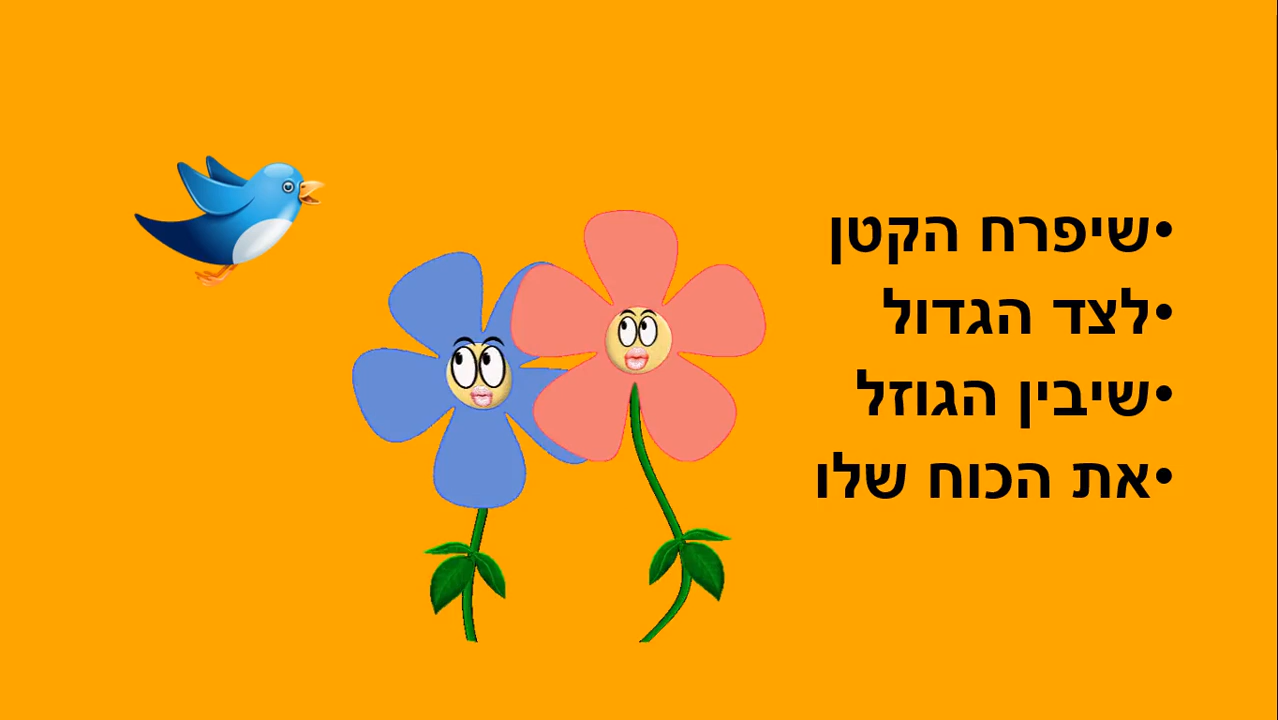 •שיפרח הקטן
•לצד הגדול
•שיבין הגוזל
•את הכוח שלו